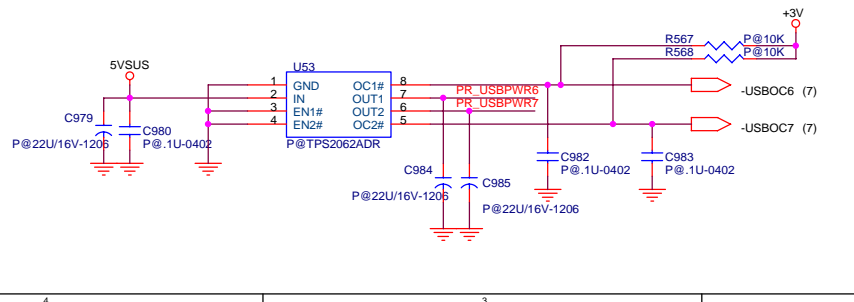 +3V
R567 P@10K
R568 P@10K
5VSUS
U53
1 GND OC1# 8
2 IN OUT1 7
3 EN1# OUT2 6
4 EN2# OC2# 5
P@TPS2062ADR
PR_USBPWR6
PR_USBPWR7
-USBOC6 (7)
-USBOC7 (7)
C979
P@22U/16V-1206
C980
P@.1U-0402
C984
P@22U/16V-1206
C985
P@22U/16V-1206
C982
P@.1U-0402
C983
P@.1U-0402
4 3